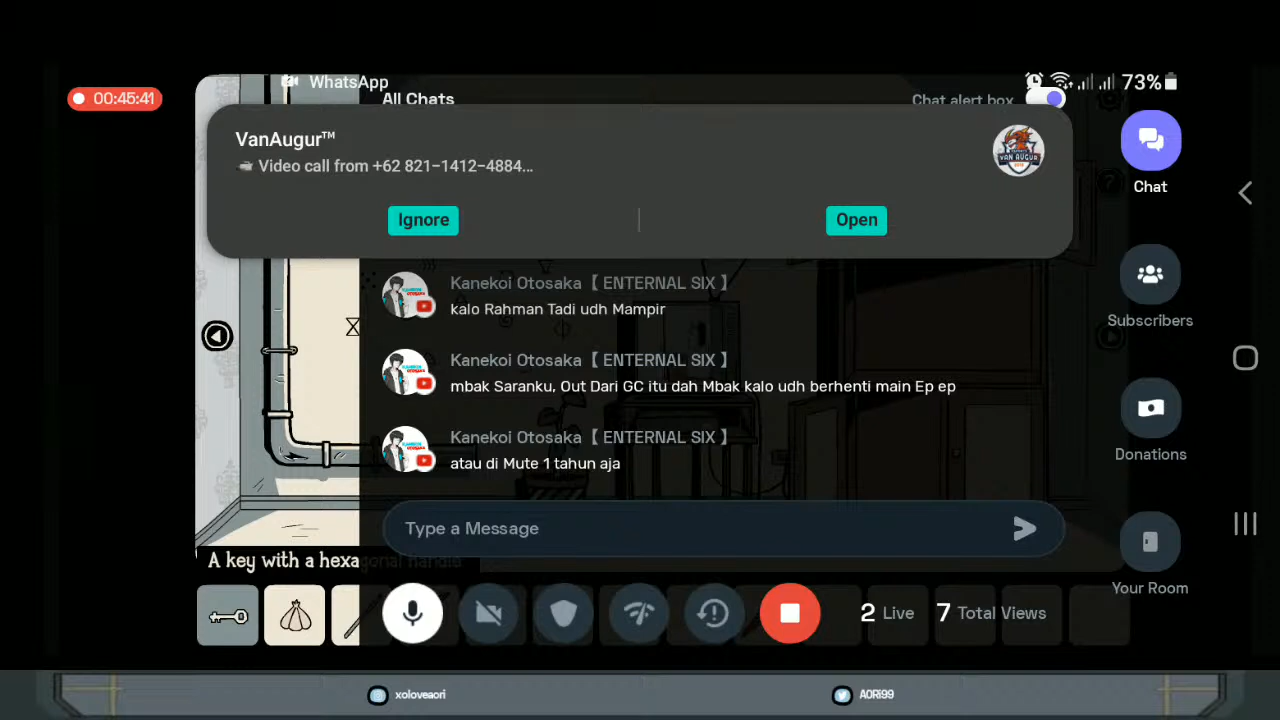 00:45:41
WhatsApp
73%
All Chats
Chat alert box
VanAugur™
Video call from +62 821-1412-4884...
Ignore
Open
Chat
Kanekoi Otosaka【 ENTERNAL SIX 】
kalo Rahman Tadi udh Mampir
Subscribers
Kanekoi Otosaka【 ENTERNAL SIX 】
mbak Saranku, Out Dari GC itu dah Mbak kalo udh berhenti main Ep ep
Kanekoi Otosaka【 ENTERNAL SIX 】
atau di Mute 1 tahun aja
Donations
Type a Message
A key with a hexagonal handle
Your Room
2 Live
7 Total Views
xoloveaori
AORi99